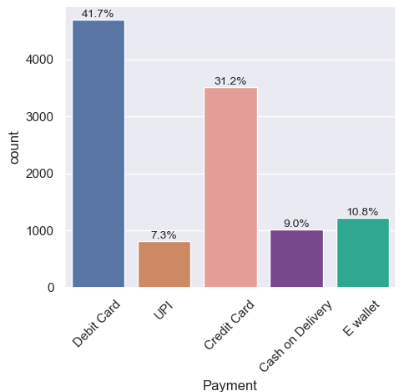 41.7%
31.2%
10.8%
9.0%
7.3%
4000
3000
2000
1000
0
count
Debit Card
UPI
Credit Card
Cash on Delivery
E wallet
Payment